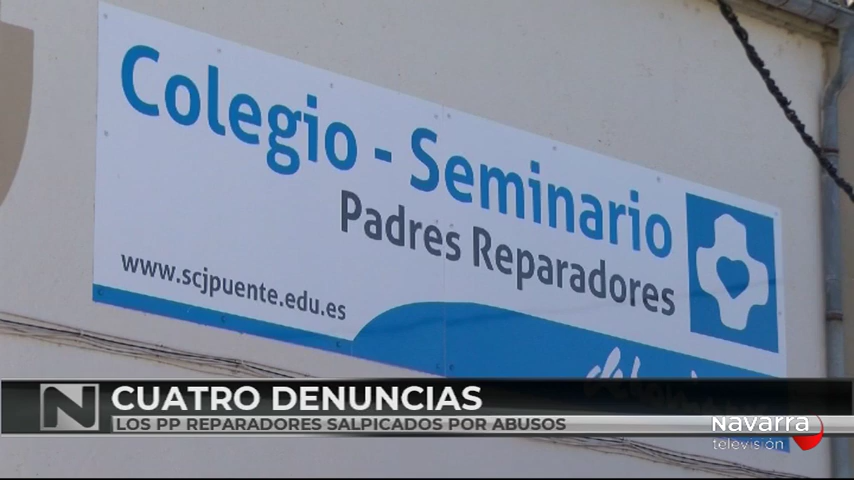 Colegio - Seminario
Padres Reparadores
www.scjpuente.edu.es
N CUATRO DENUNCIAS
LOS PP REPARADORES SALPICADOS POR ABUSOS
Navarra
televisión